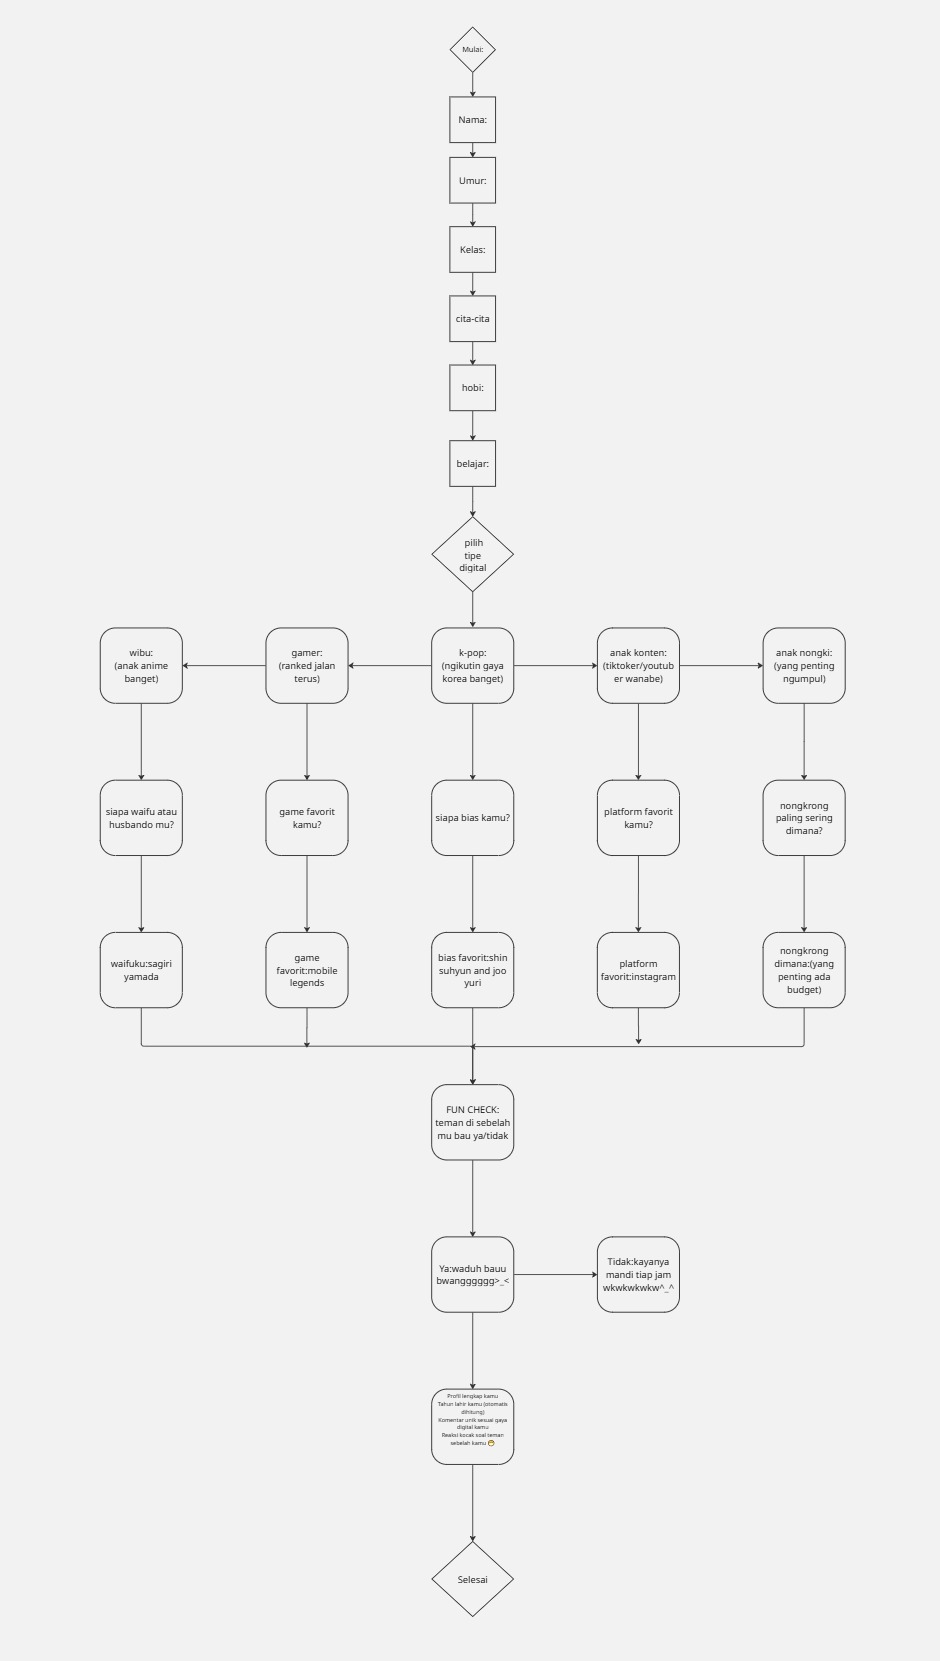 Mulai:
Nama:
Umur:
Kelas:
cita-cita
hobi:
belajar:
pilih
tipe
digital
wibu:
(anak anime
banget)
gamer:
(ranked jalan
terus)
k-pop:
(ngikutin gaya
korea banget)
anak konten:
(tiktoker/youtub
er wanabe)
anak nongki:
(yang penting
ngumpul)
siapa waifu atau
husbando mu?
game favorit
kamu?
siapa bias kamu?
platform favorit
kamu?
nongkrong
paling sering
dimana?
waifuku:sagiri
yamada
game
favorit:mobile
legends
bias favorit:shin
suhyun and joo
yuri
platform
favorit:instagram
nongkrong
dimana:(yang
penting ada
budget)
FUN CHECK:
teman di sebelah
mu bau ya/tidak
Ya:waduh bauu
bwangggggg>_<
Tidak:kayanya
mandi tiap jam
wkwkwkwkw^_^
Profil lengkap kamu
Tahun lahir kamu (otomatis
dihitung)
Komentar unik sesuai gaya
digital kamu
Reaksi kocak soal teman
sebelah kamu 😁
Selesai